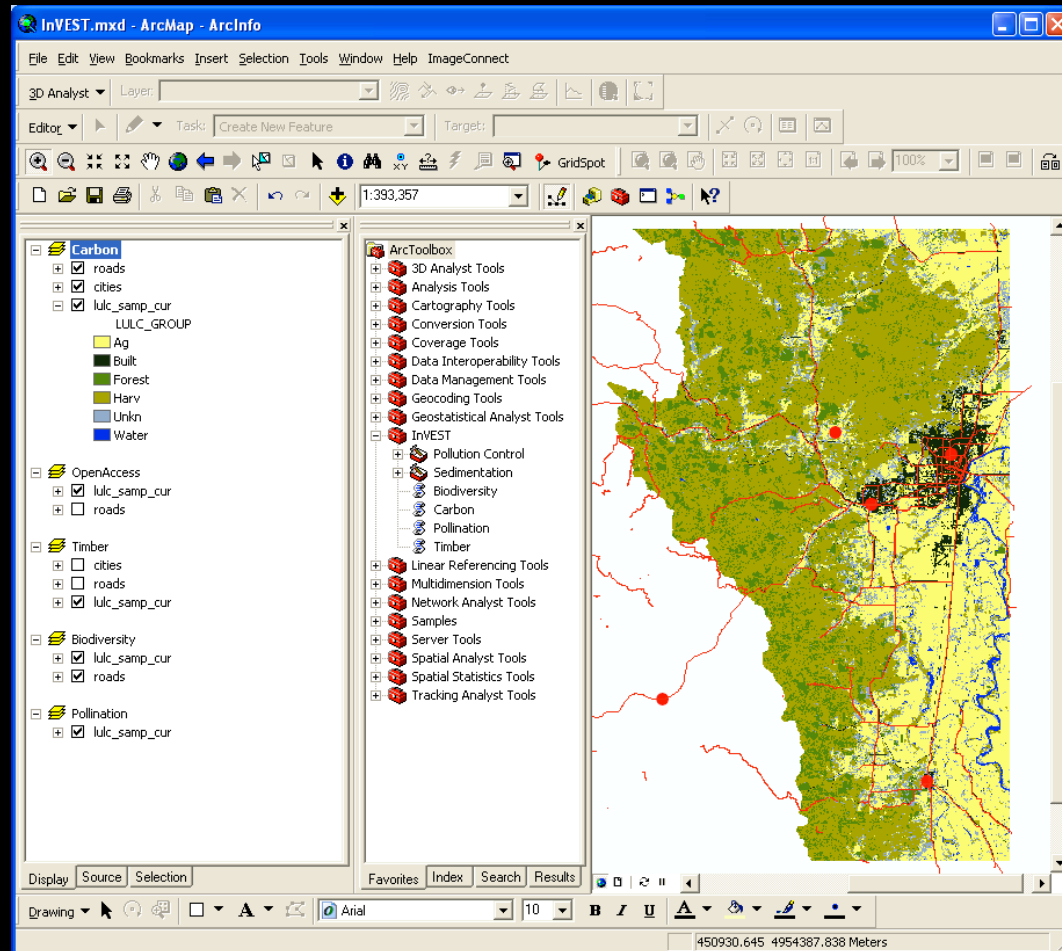 InVEST.mxd - ArcMap - ArcInfo
File Edit View Bookmarks Insert Selection Tools Window Help ImageConnect
3D Analyst Layer:
Editor Task: Create New Feature Target:
GridSpot 100%
1:393,357
Carbon
roads
cities
lulc_samp_cur
LULC_GROUP
Ag
Built
Forest
Harv
Unkn
Water
OpenAccess
lulc_samp_cur
roads
Timber
cities
roads
lulc_samp_cur
Biodiversity
lulc_samp_cur
roads
Pollination
lulc_samp_cur
Display Source Selection
ArcToolbox
3D Analyst Tools
Analysis Tools
Cartography Tools
Conversion Tools
Coverage Tools
Data Interoperability Tools
Data Management Tools
Geocoding Tools
Geostatistical Analyst Tools
InVEST
Pollution Control
Sedimentation
Biodiversity
Carbon
Pollination
Timber
Linear Referencing Tools
Multidimension Tools
Network Analyst Tools
Samples
Server Tools
Spatial Analyst Tools
Spatial Statistics Tools
Tracking Analyst Tools
Favorites Index Search Results
Drawing A Arial 10 B I U A
450930.645 4954387.838 Meters